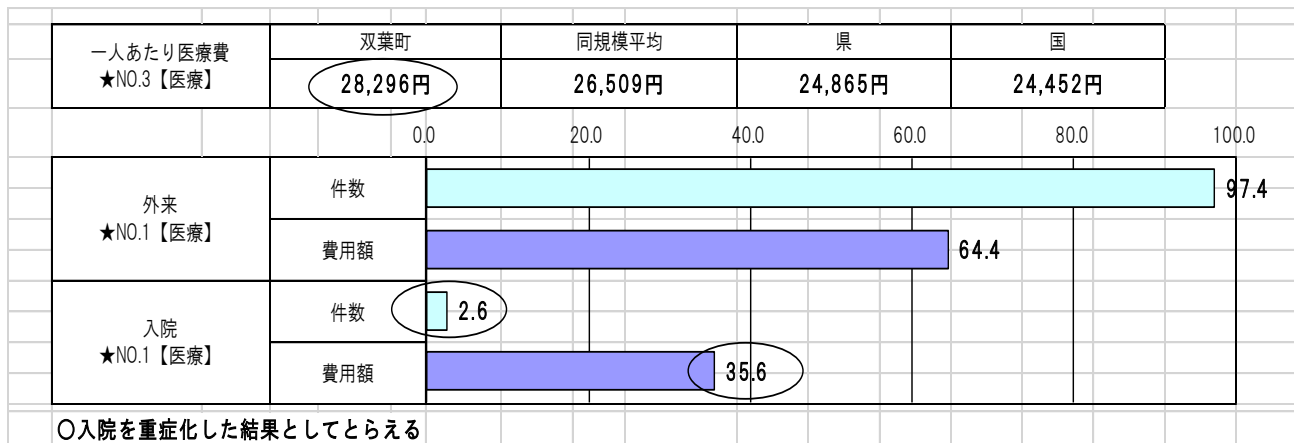 一人あたり医療費
★NO.3【医療】
双葉町 同規模平均 県 国
28,296円 26,509円 24,865円 24,452円
0.0 20.0 40.0 60.0 80.0 100.0
外来
★NO.1【医療】
件数 97.4
費用額 64.4
入院
★NO.1【医療】
件数 2.6
費用額 35.6
○入院を重症化した結果としてとらえる